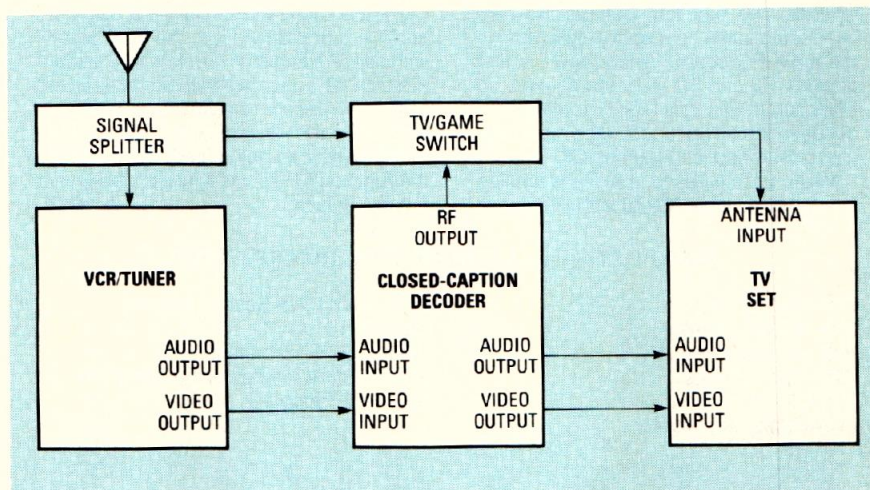 SIGNAL
SPLITTER
TV/GAME
SWITCH
VCR/TUNER
AUDIO
OUTPUT
VIDEO
OUTPUT
RF
OUTPUT
CLOSED-CAPTION
DECODER
AUDIO
INPUT
VIDEO
INPUT
AUDIO
OUTPUT
VIDEO
OUTPUT
ANTENNA
INPUT
TV
SET
AUDIO
INPUT
VIDEO
INPUT